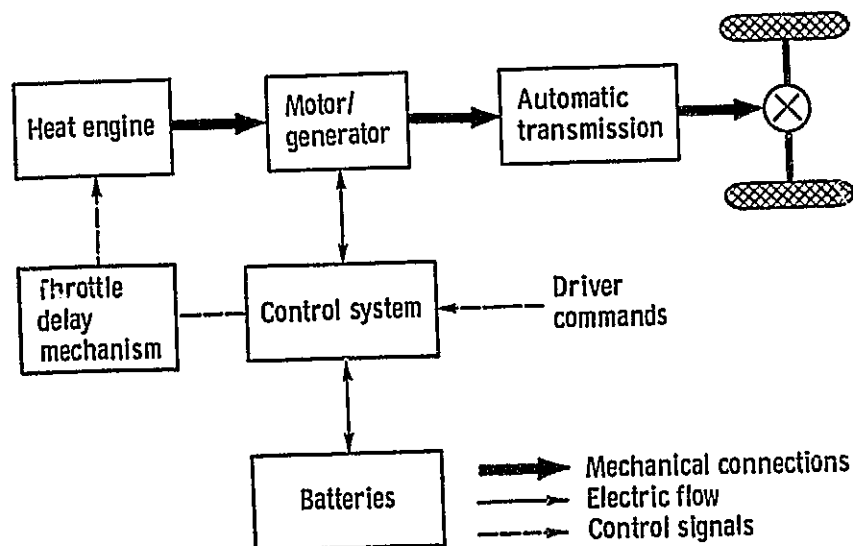 Heat engine
Motor/
generator
Automatic
transmission
Throttle
delay
mechanism
Control system
Driver
commands
Batteries
Mechanical connections
Electric flow
Control signals